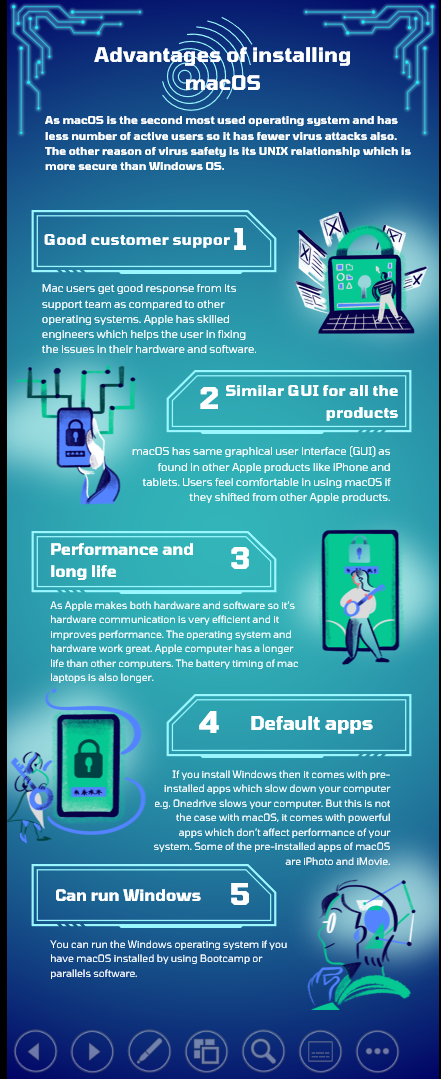 Advantages of installing
macOS
As macOS is the second most used operating system and has
less number of active users so it has fewer virus attacks also.
The other reason of virus safety is its UNIX relationship which is
more secure than Windows OS.
Good customer suppor 1
Mac users get good response from its
support team as compared to other
operating systems. Apple has skilled
engineers which helps the user in fixing
the issues in their hardware and software.
2 Similar GUI for all the
products
macOS has same graphical user interface (GUI) as
found in other Apple products like iPhone and
tablets. Users feel comfortable in using macOS if
they shifted from other Apple products.
Performance and
long life
3
As Apple makes both hardware and software so it's
hardware communication is very efficient and it
improves performance. The operating system and
hardware work great. Apple computer has a longer
life than other computers. The battery timing of mac
laptops is also longer.
4 Default apps
If you install Windows then it comes with pre-
installed apps which slow down your computer
e.g. Onedrive slows your computer. But this is not
the case with macOS, it comes with powerful
apps which don't affect performance of your
system. Some of the pre-installed apps of macOS
are iPhoto and iMovie.
Can run Windows 5
You can run the Windows operating system if you
have macOS installed by using Bootcamp or
parallels software.